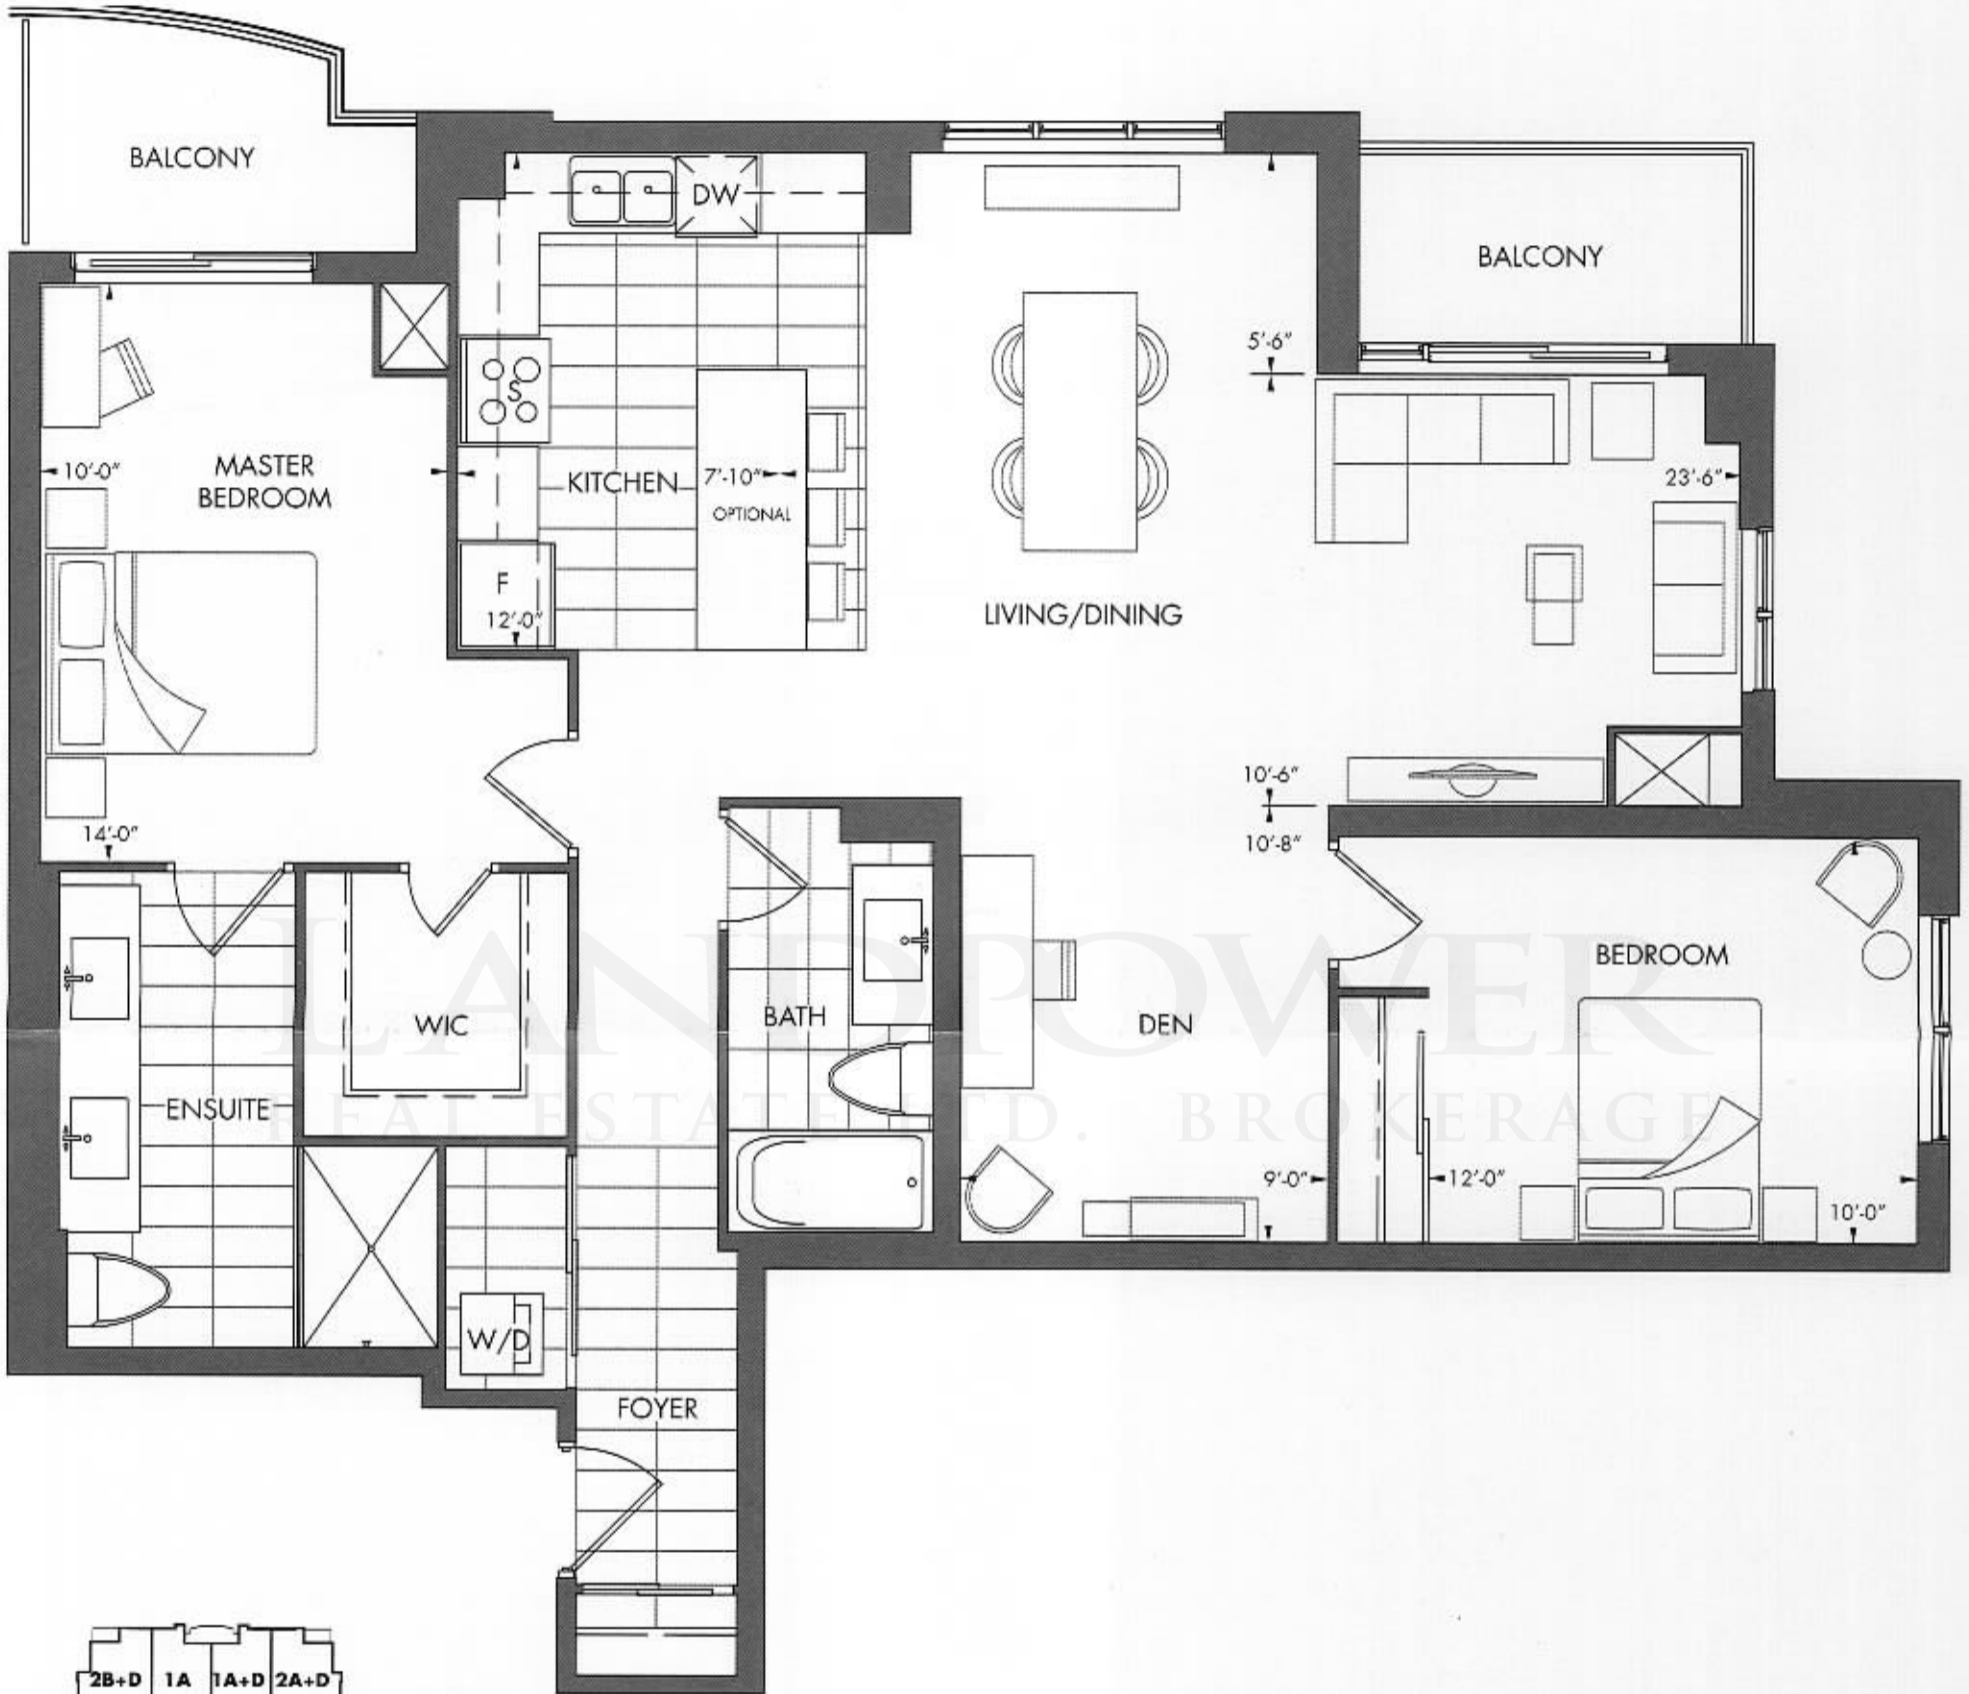 BALCONY
DW
BALCONY
5'-6"
S
10'-0"
MASTER
BEDROOM
KITCHEN
7'-10"
OPTIONAL
23'-6"
F
12'-0"
LIVING/DINING
10'-6"
14'-0"
10'-8"
LANDPOWER
BEDROOM
WIC
BATH
DEN
ENSUITE
REAL ESTATE LTD. BROKERAGE
9'-0"
12'-0"
10'-0"
W/D
FOYER
2B+D 1A 1A+D 2A+D